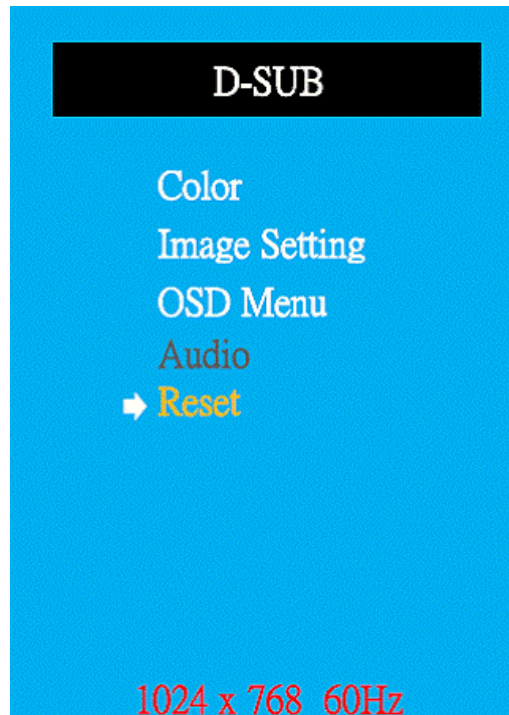 D-SUB
Color
Image Setting
OSD Menu
Audio
Reset
1024 x 768 60Hz